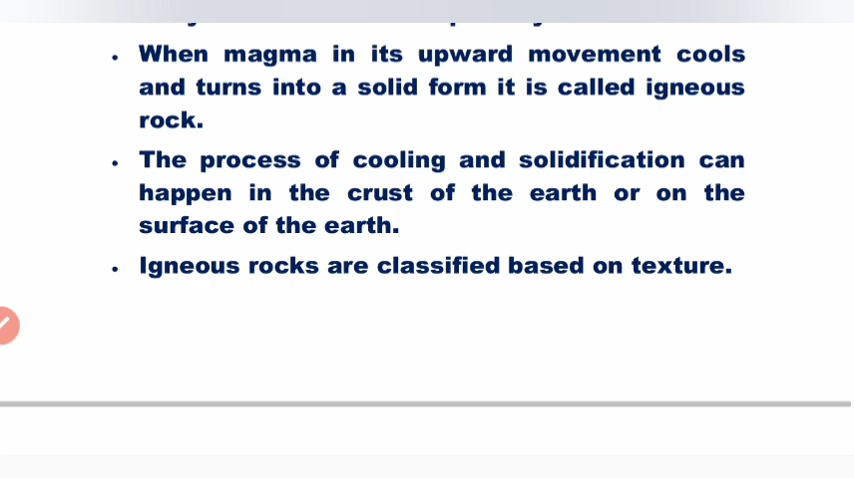 When magma in its upward movement cools
and turns into a solid form it is called igneous
rock.
The process of cooling and solidification can
happen in the crust of the earth or on the
surface of the earth.
Igneous rocks are classified based on texture.